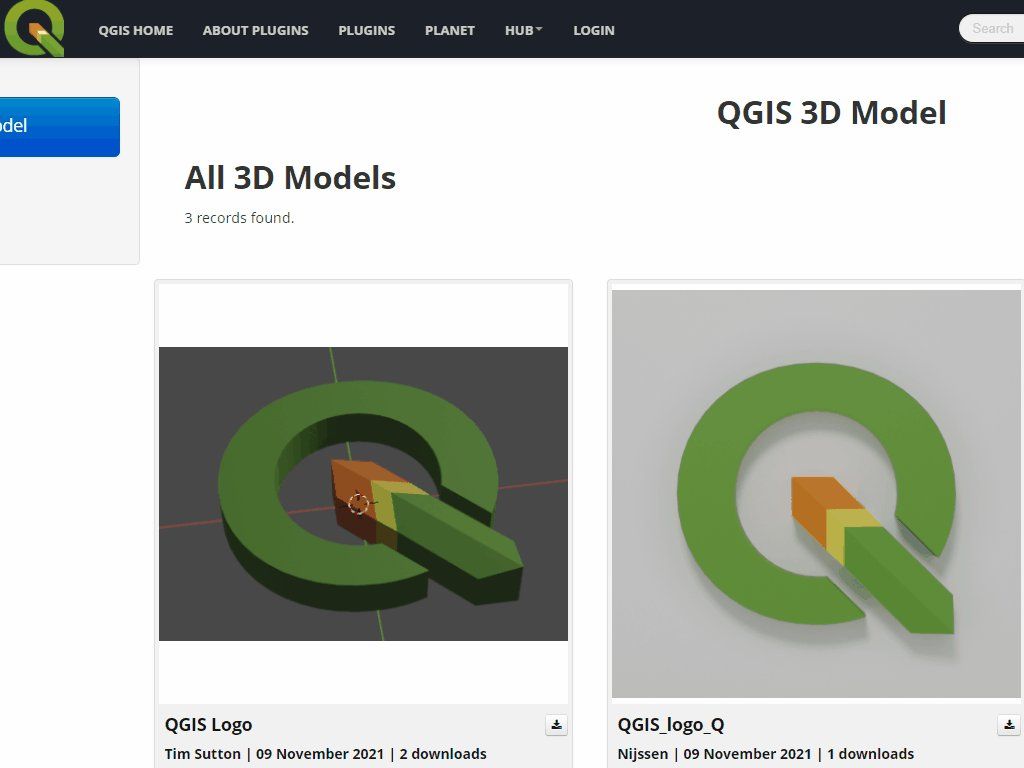 QGIS HOME ABOUT PLUGINS PLUGINS PLANET HUB LOGIN Search
odel
QGIS 3D Model
All 3D Models
3 records found.
QGIS Logo
Tim Sutton | 09 November 2021 | 2 downloads
QGIS_logo_Q
Nijssen | 09 November 2021 | 1 downloads